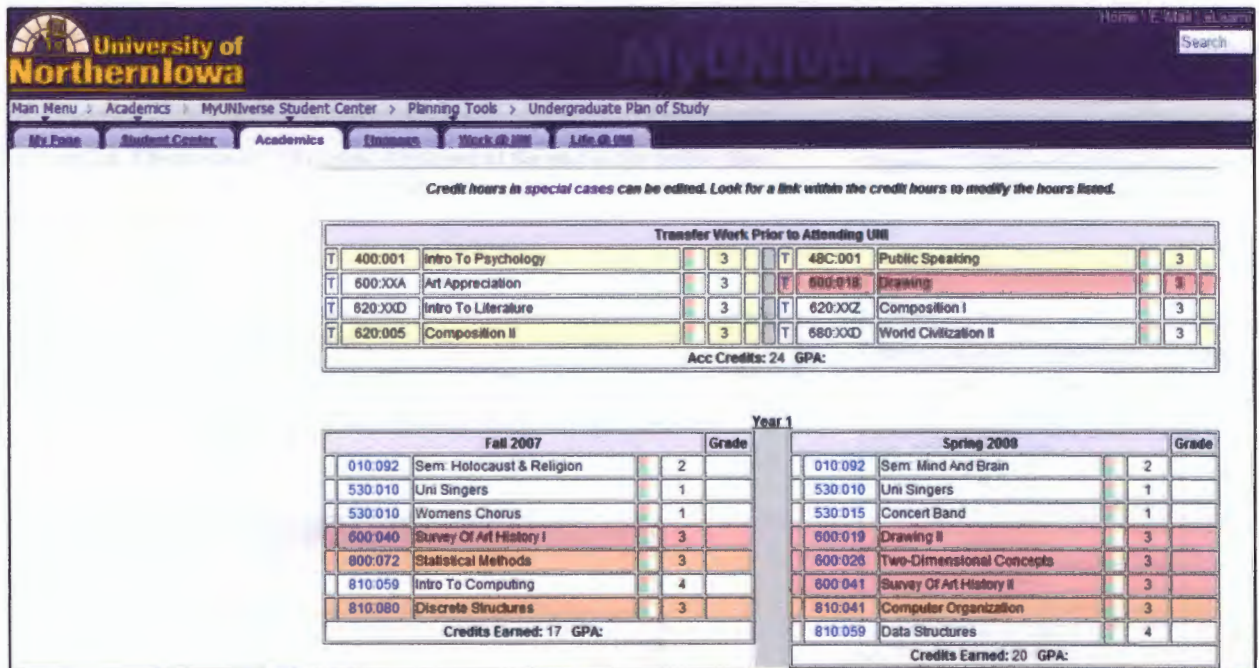 Home | E-Mail | eLearn
University of
Northern Iowa
MyUNIverse
Search
Main Menu > Academics > MyUNIverse Student Center > Planning Tools > Undergraduate Plan of Study
My Page Student Center Academics Finances Work @ UNI Life @ UNI
Credit hours in special cases can be edited. Look for a link within the credit hours to modify the hours listed.
Transfer Work Prior to Attending UNI
T 400:001 Intro To Psychology 3 T 48C:001 Public Speaking 3
T 600:XXA Art Appreciation 3 T 600:018 Drawing 3
T 620:XXD Intro To Literature 3 T 620:XXZ Composition I 3
T 620:005 Composition II 3 T 680:XXD World Civilization II 3
Acc Credits: 24 GPA:
Year 1
Fall 2007 Grade
010:092 Sem: Holocaust & Religion 2
530:010 Uni Singers 1
530:010 Womens Chorus 1
600:040 Survey Of Art History I 3
800:072 Statistical Methods 3
810:059 Intro To Computing 4
810:080 Discrete Structures 3
Credits Earned: 17 GPA:
Spring 2008 Grade
010:092 Sem: Mind And Brain 2
530:010 Uni Singers 1
530:015 Concert Band 1
600:019 Drawing II 3
600:026 Two-Dimensional Concepts 3
600:041 Survey Of Art History II 3
810:041 Computer Organization 3
810:059 Data Structures 4
Credits Earned: 20 GPA: